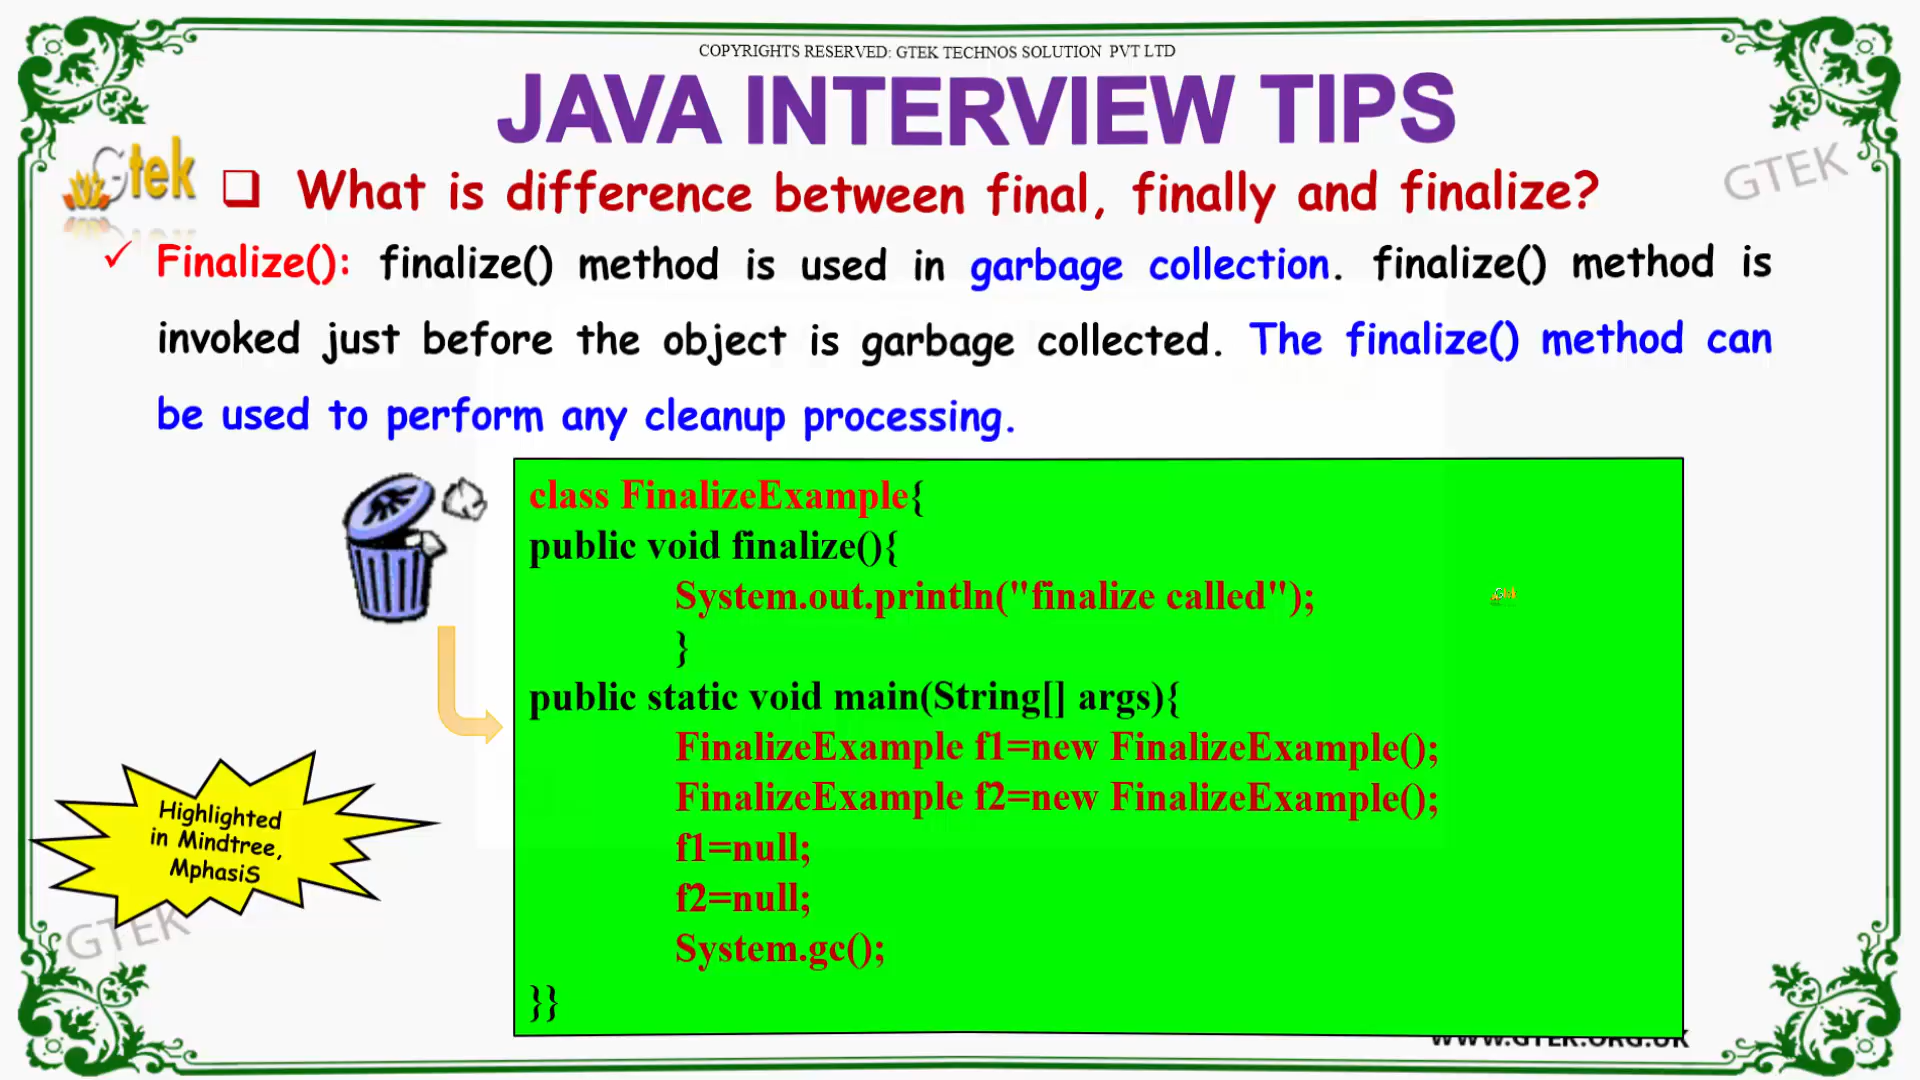 COPYRIGHTS RESERVED: GTEK TECHNOS SOLUTION PVT LTD
JAVA INTERVIEW TIPS
Gtek
GTEK
❑ What is difference between final, finally and finalize?
✓ Finalize(): finalize() method is used in garbage collection. finalize() method is
invoked just before the object is garbage collected. The finalize() method can
be used to perform any cleanup processing.
class FinalizeExample{
public void finalize(){
System.out.println("finalize called");
}
public static void main(String[] args){
FinalizeExample f1=new FinalizeExample();
FinalizeExample f2=new FinalizeExample();
f1=null;
f2=null;
System.gc();
}}
Highlighted
in Mindtree,
MphasiS
GTEK
WWW.GTEK.ORG.UK